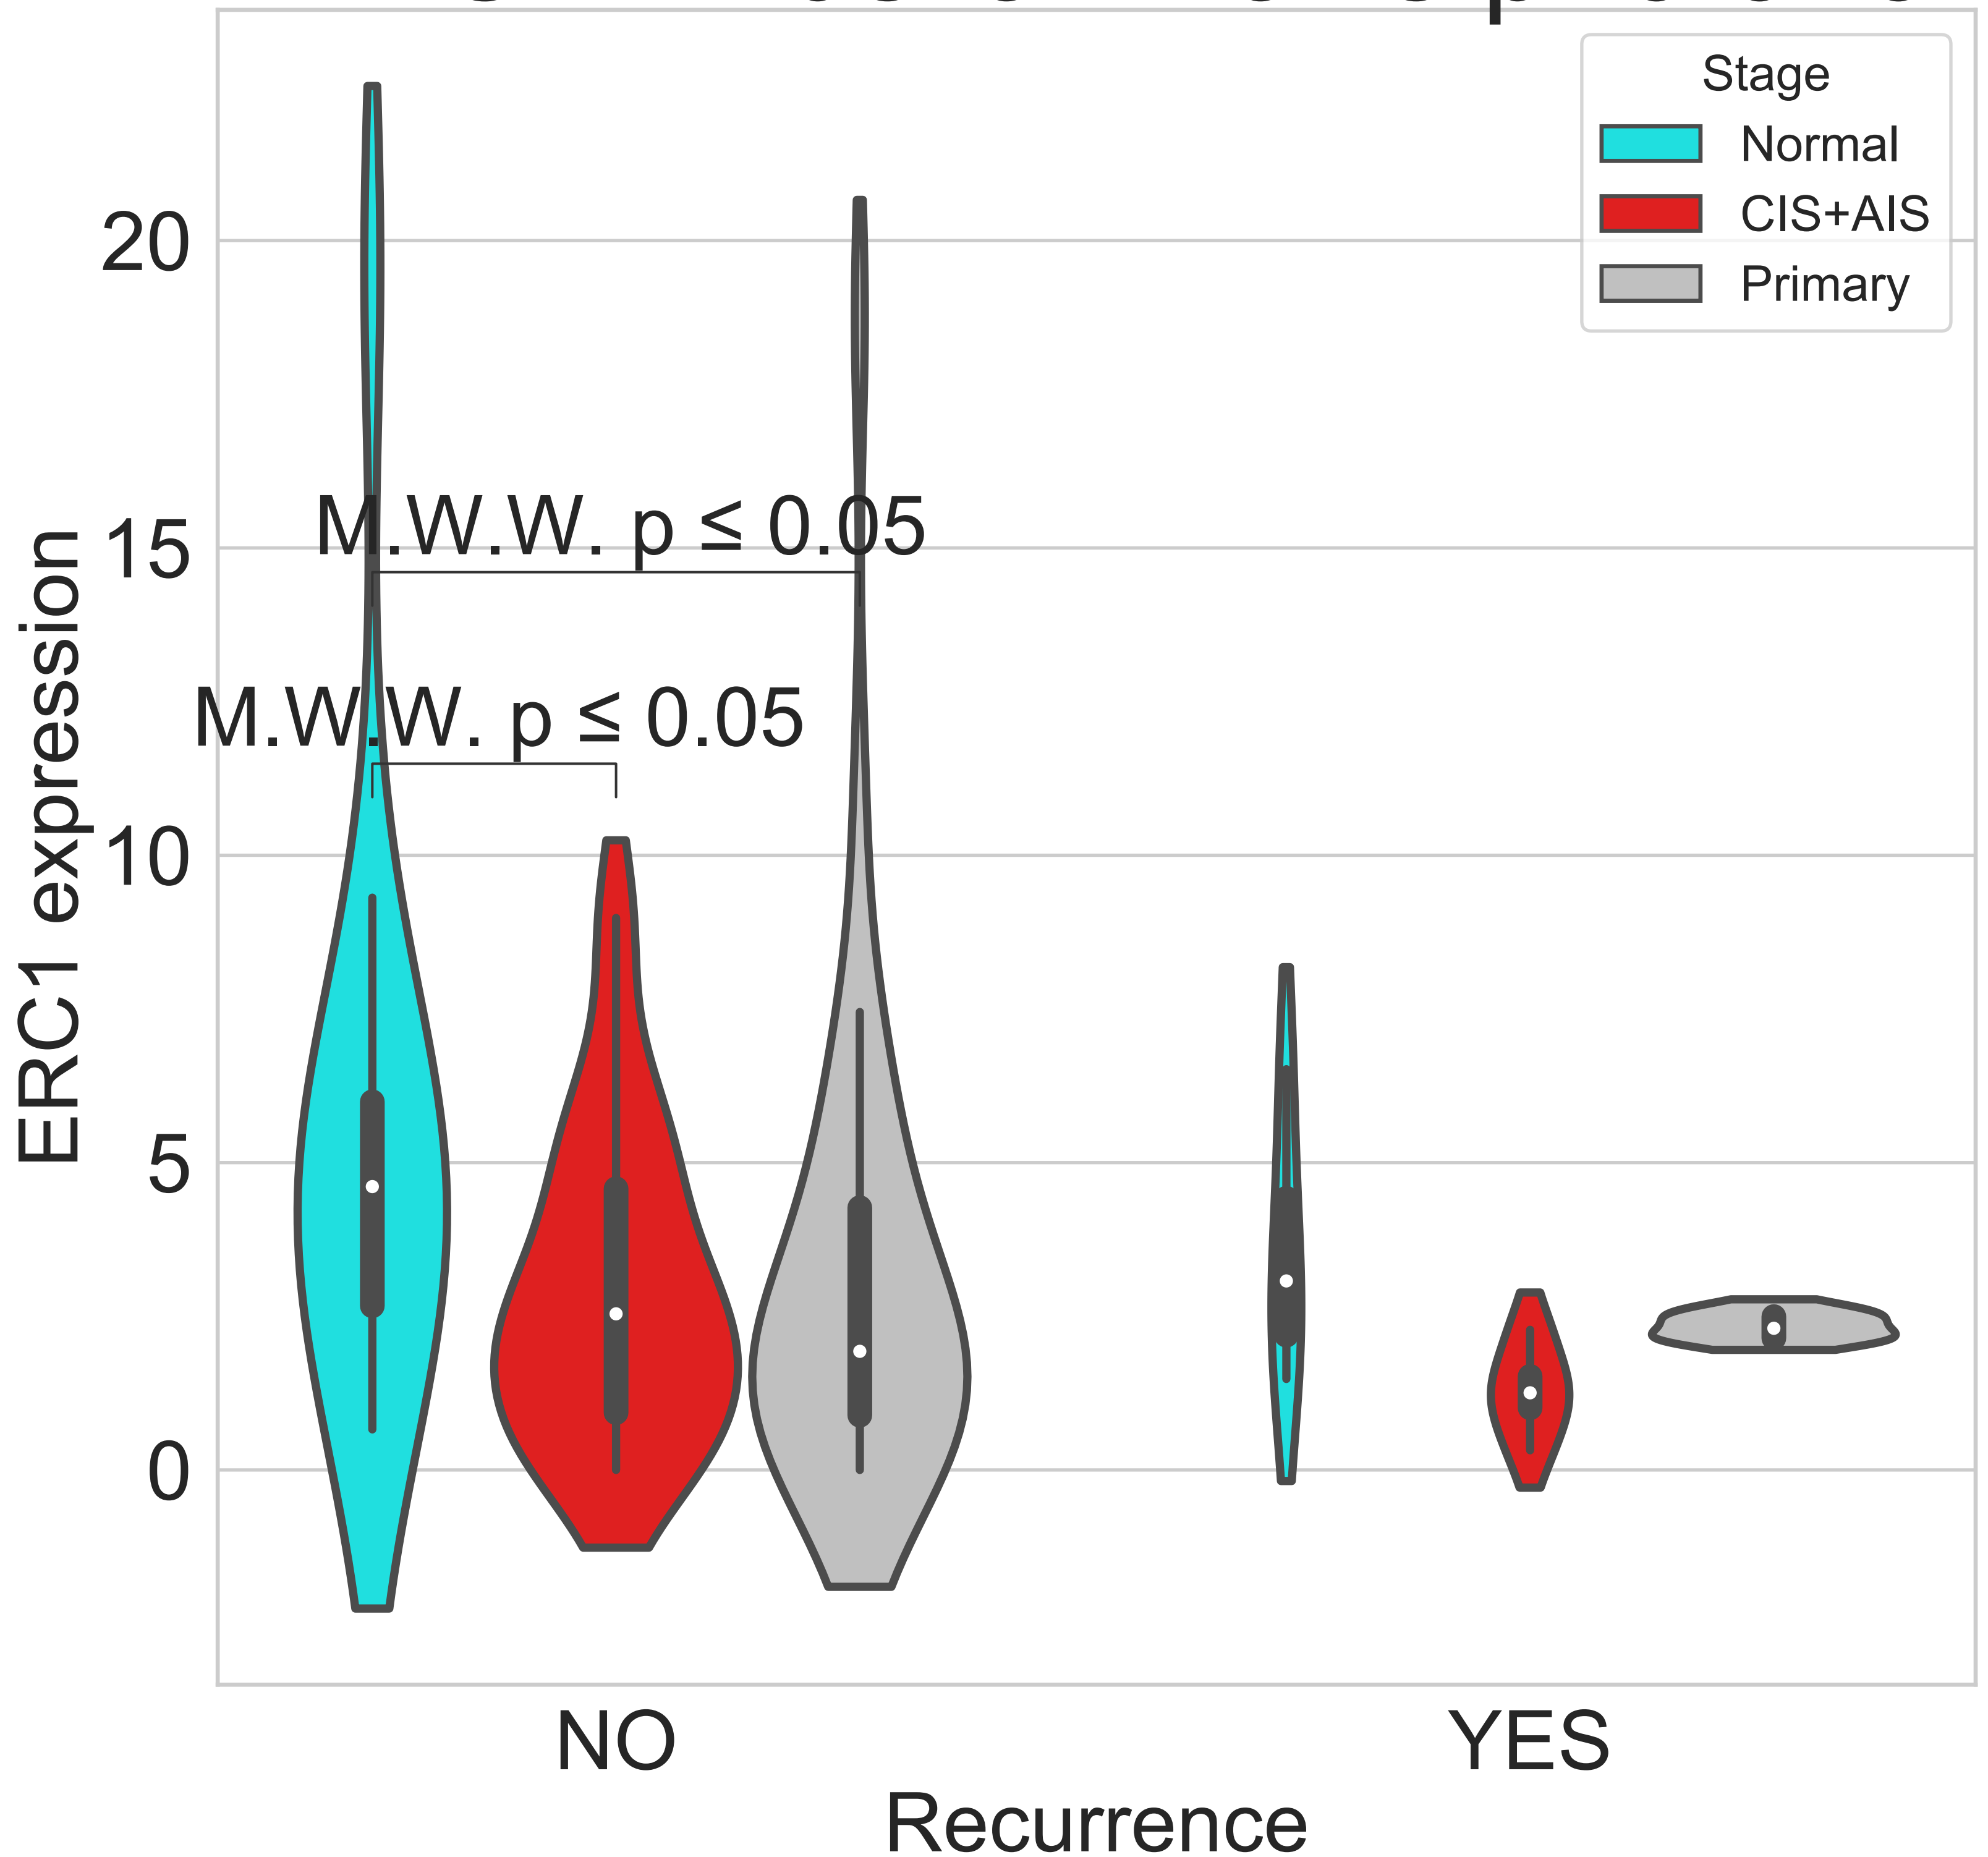 Stage
Normal
CIS+AIS
Primary
20
15
10
5
0
ERC1 expression
M.W.W. p ≤ 0.05
M.W.W. p ≤ 0.05
NO
YES
Recurrence